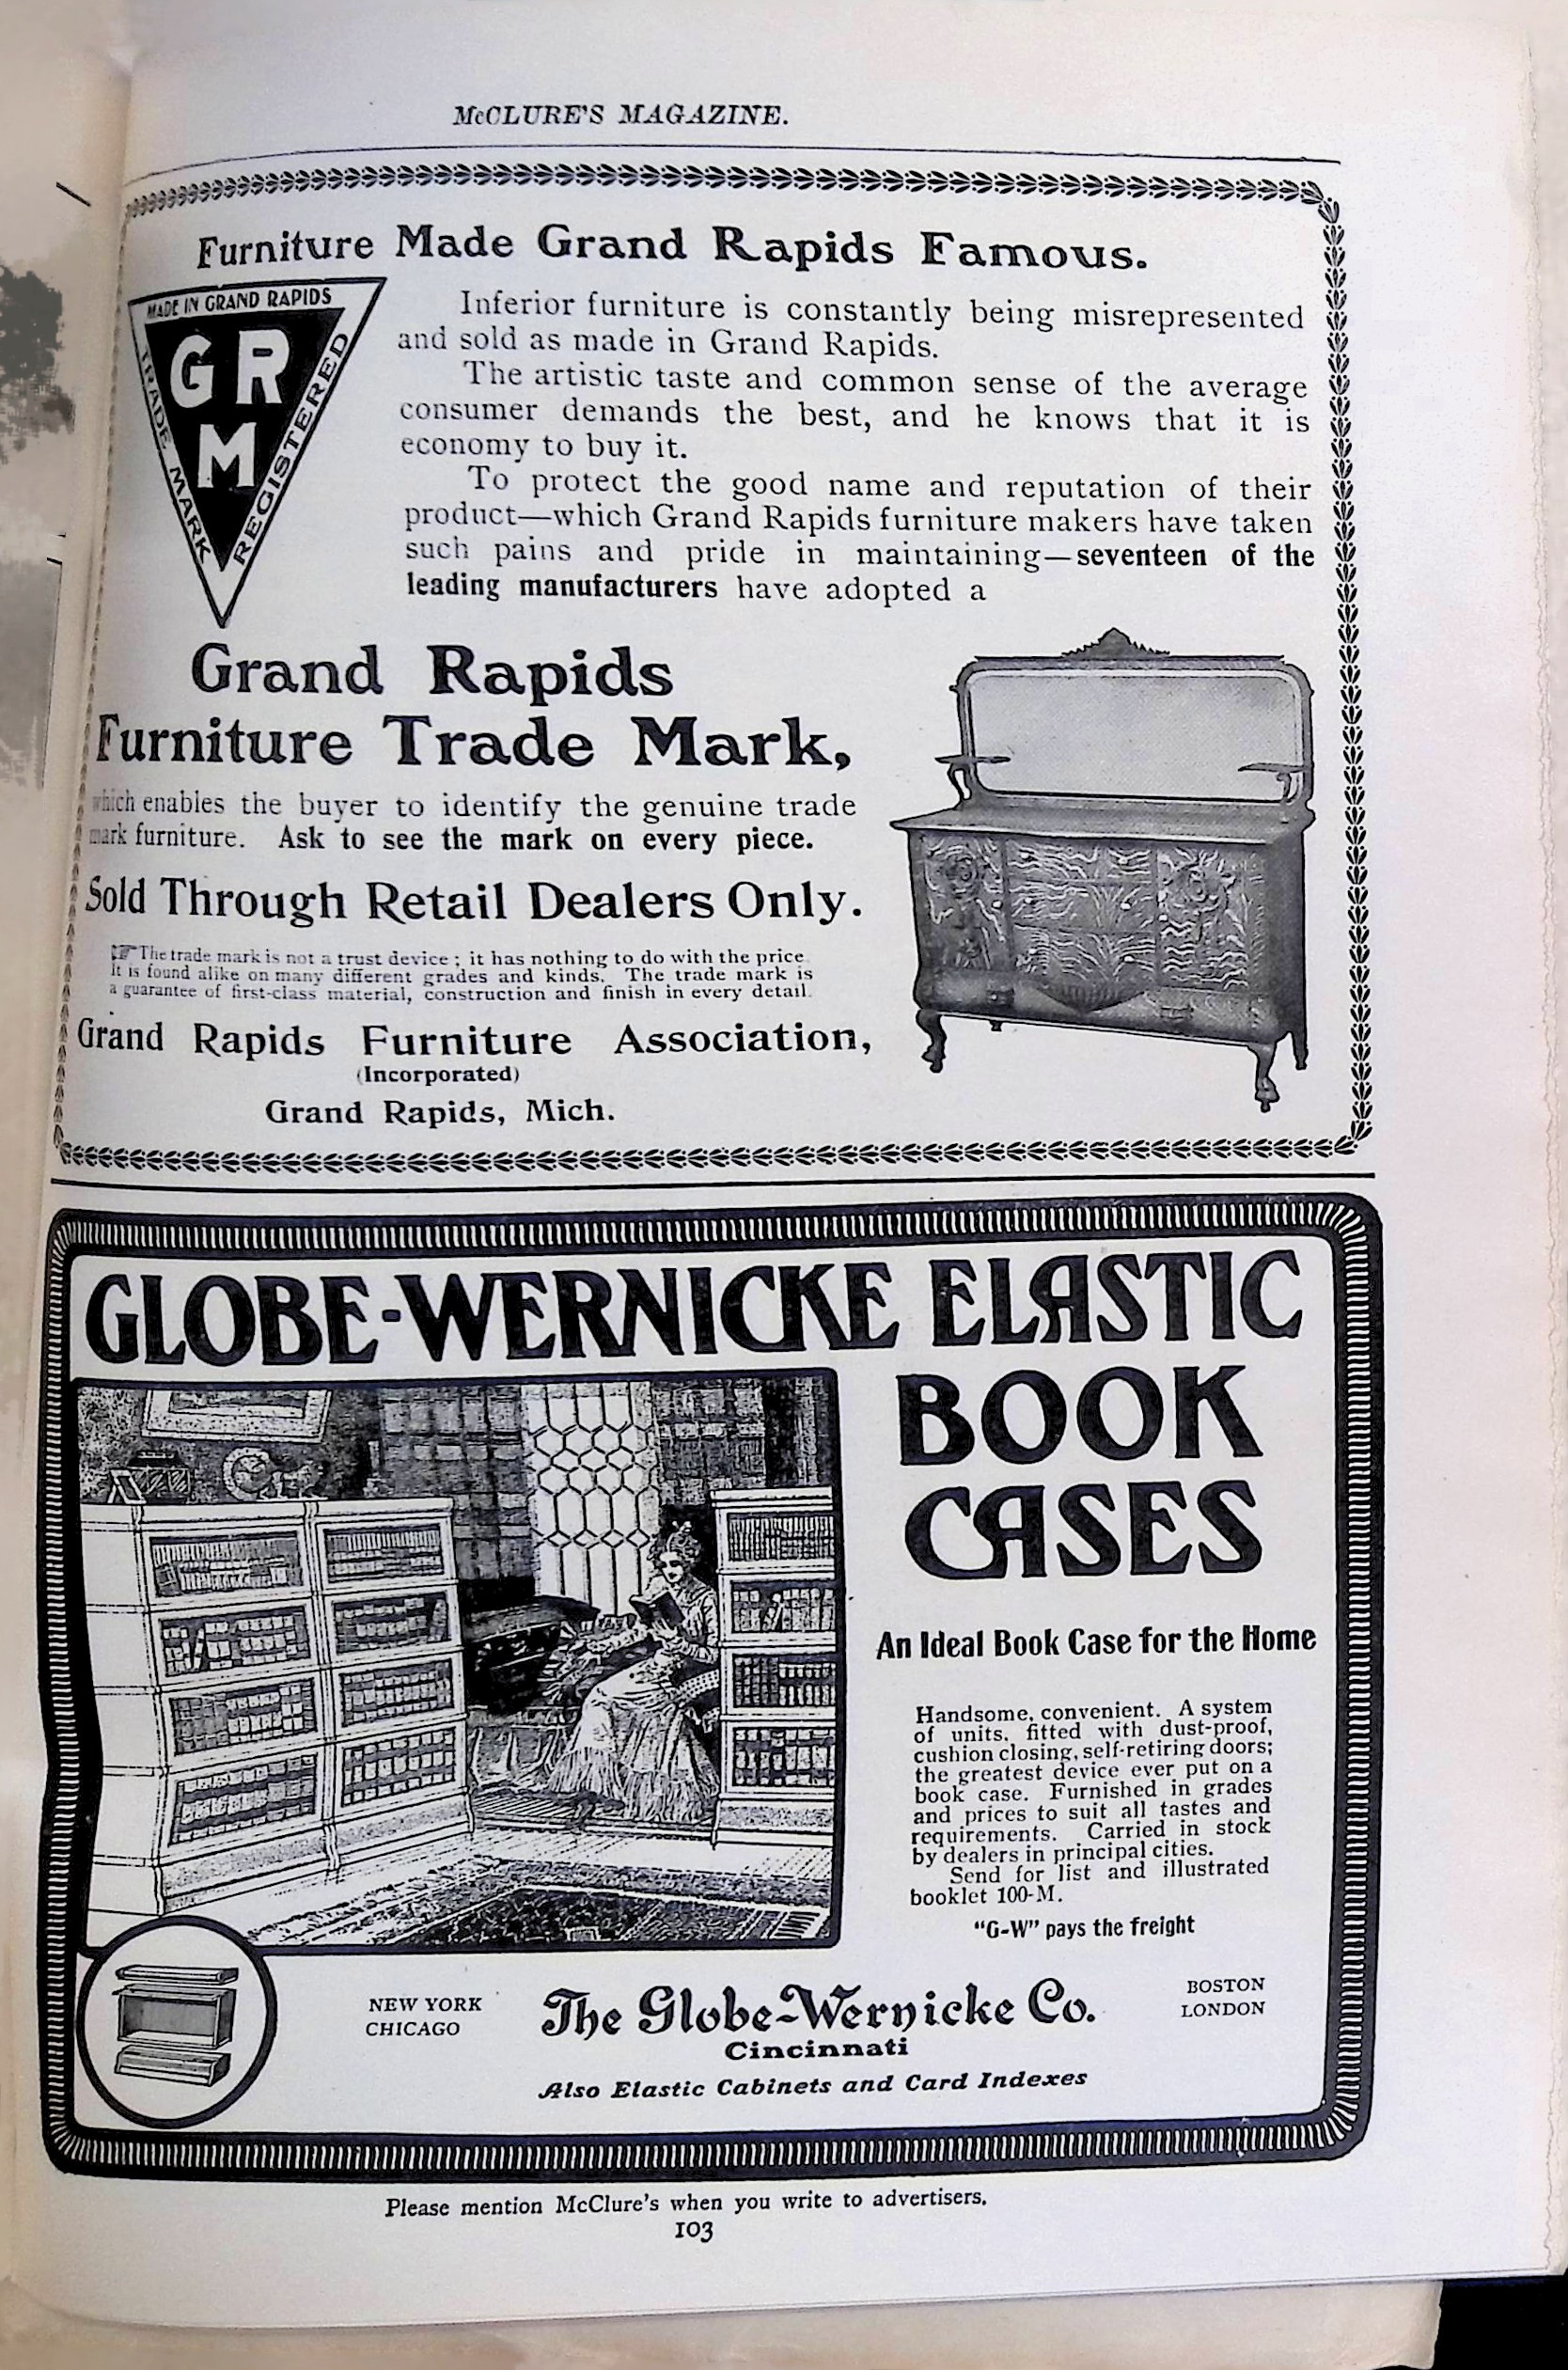 McCLURE'S MAGAZINE.
Furniture Made Grand Rapids Famous.
MADE IN GRAND RAPIDS
TRADE MARK
REGISTERED
G R
M
Inferior furniture is constantly being misrepresented
and sold as made in Grand Rapids.
The artistic taste and common sense of the average
consumer demands the best, and he knows that it is
economy to buy it.
To protect the good name and reputation of their
product—which Grand Rapids furniture makers have taken
such pains and pride in maintaining—seventeen of the
leading manufacturers have adopted a
Grand Rapids
Furniture Trade Mark,
which enables the buyer to identify the genuine trade
mark furniture. Ask to see the mark on every piece.
Sold Through Retail Dealers Only.
☞The trade mark is not a trust device; it has nothing to do with the price.
It is found alike on many different grades and kinds. The trade mark is
a guarantee of first-class material, construction and finish in every detail.
Grand Rapids Furniture Association,
(Incorporated)
Grand Rapids, Mich.
GLOBE-WERNICKE ELASTIC
BOOK
CASES
An Ideal Book Case for the Home
Handsome, convenient. A system
of units, fitted with dust-proof,
cushion closing, self-retiring doors;
the greatest device ever put on a
book case. Furnished in grades
and prices to suit all tastes and
requirements. Carried in stock
by dealers in principal cities.
Send for list and illustrated
booklet 100-M.
"G-W" pays the freight
NEW YORK
CHICAGO
The Globe-Wernicke Co.
Cincinnati
Also Elastic Cabinets and Card Indexes
BOSTON
LONDON
Please mention McClure's when you write to advertisers.
103